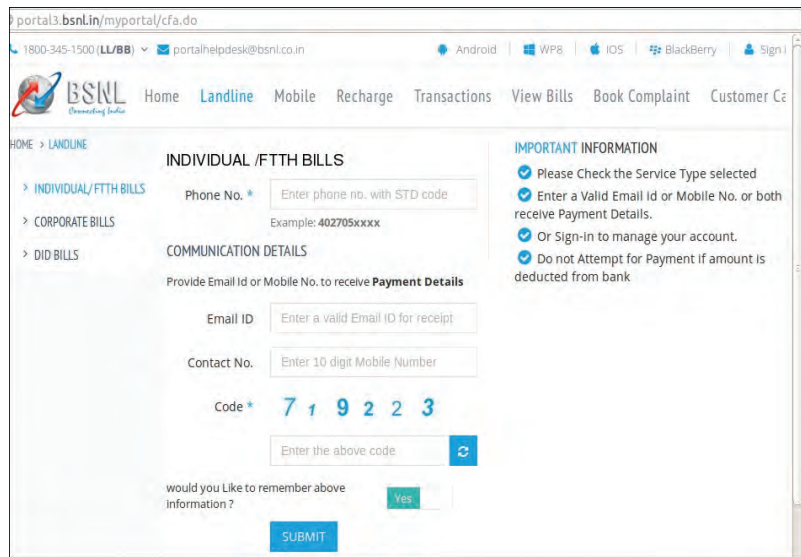 portal3.bsnl.in/myportal/cfa.do
1800-345-1500 (LL/BB) portalhelpdesk@bsnl.co.in Android WP8 IOS BlackBerry Sign I
BSNL
Connecting India
Home Landline Mobile Recharge Transactions View Bills Book Complaint Customer Ca
HOME > LANDLINE
> INDIVIDUAL/FTTH BILLS
> CORPORATE BILLS
> DID BILLS
INDIVIDUAL /FTTH BILLS
Phone No. * Enter phone no. with STD code
Example: 402705xxxx
COMMUNICATION DETAILS
Provide Email Id or Mobile No. to receive Payment Details
Email ID Enter a valid Email ID for receipt
Contact No. Enter 10 digit Mobile Number
Code * 7 1 9 2 2 3
Enter the above code
would you Like to remember above
information ? Yes
SUBMIT
IMPORTANT INFORMATION
Please Check the Service Type selected
Enter a Valid Email id or Mobile No. or both
receive Payment Details.
Or Sign-in to manage your account.
Do not Attempt for Payment if amount is
deducted from bank